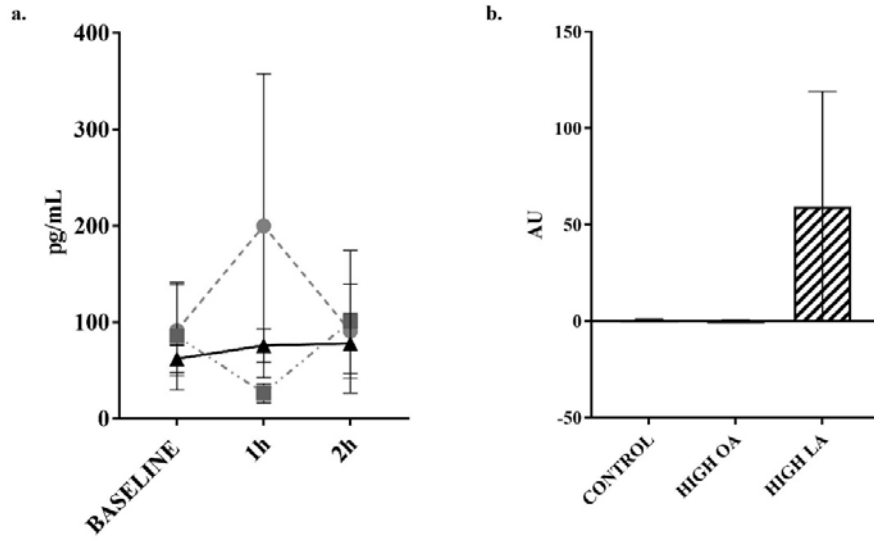 a.
400
300
200
100
0
pg/mL
BASELINE
1h
2h
b.
150
100
50
0
-50
AU
CONTROL
HIGH OA
HIGH LA